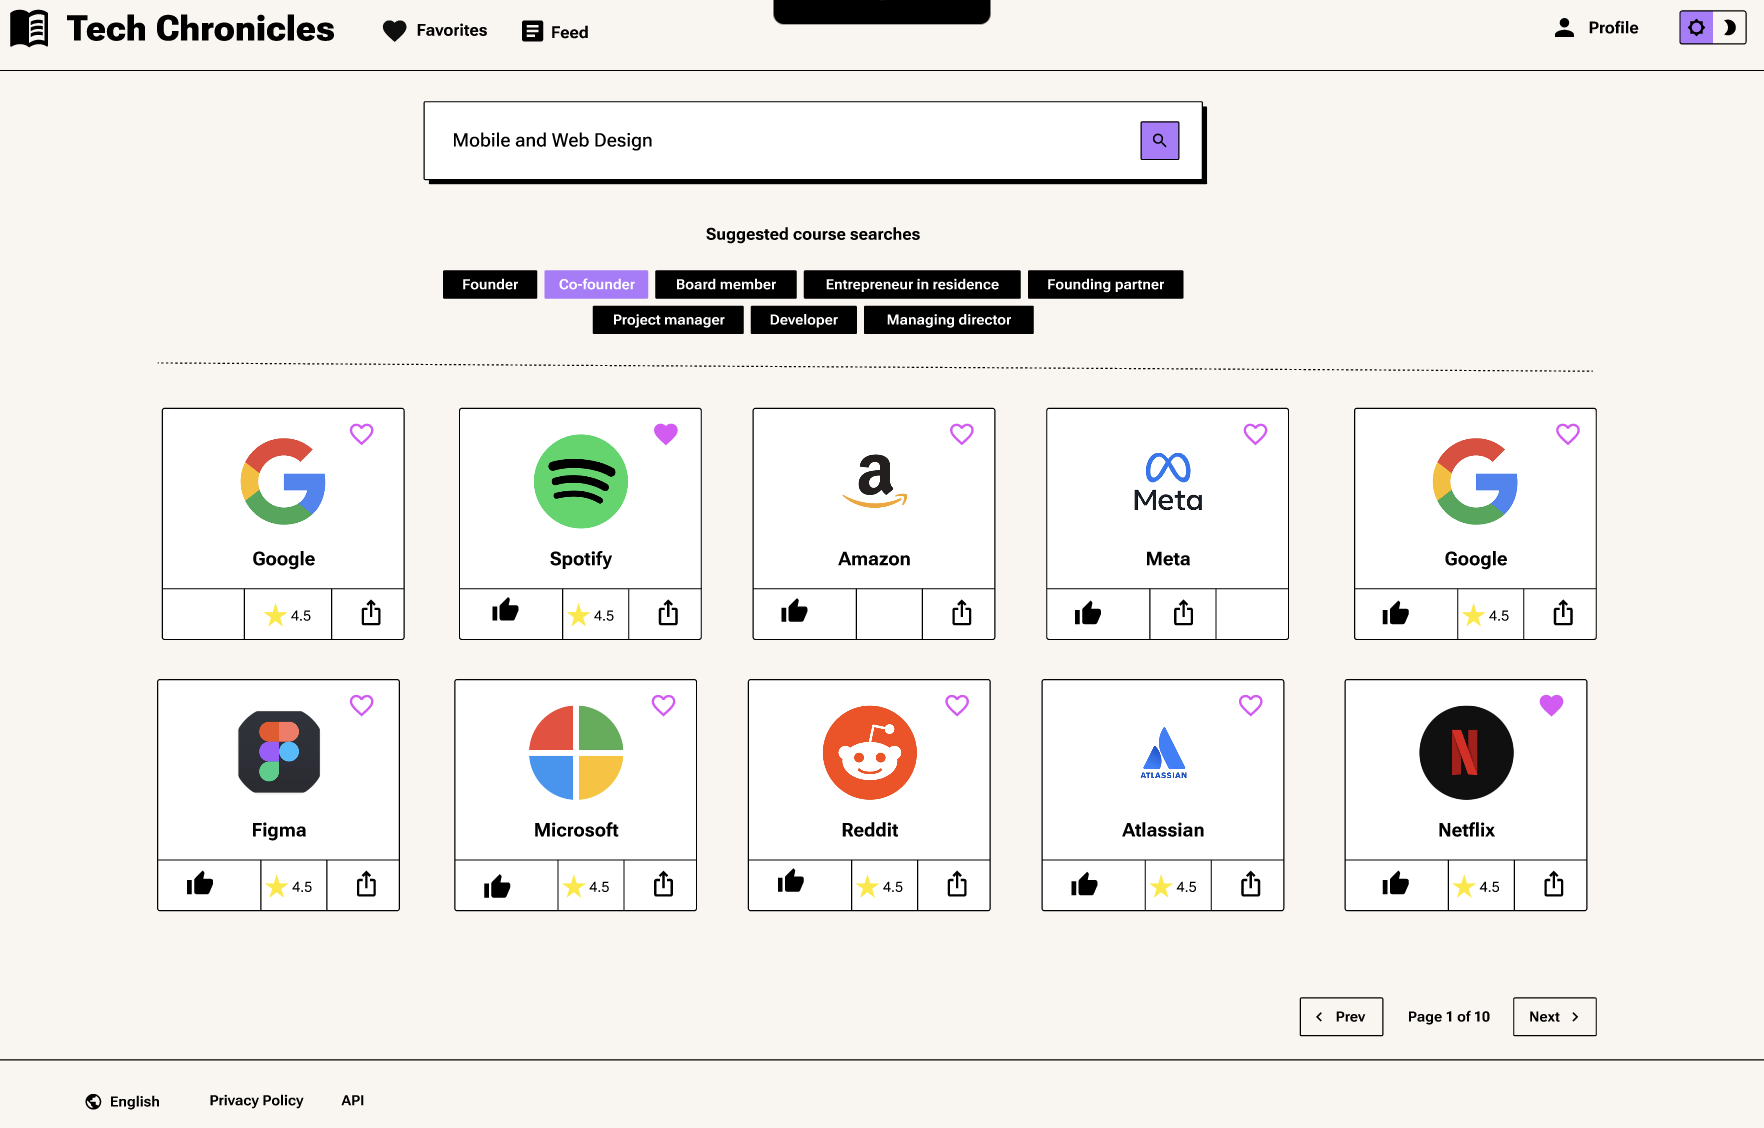 Tech Chronicles
Favorites
Feed
Profile
Mobile and Web Design
Suggested course searches
Founder
Co-founder
Board member
Entrepreneur in residence
Founding partner
Project manager
Developer
Managing director
Meta
Google
Spotify
Amazon
Meta
Google
4.5
4.5
4.5
ATLASSIAN
Figma
Microsoft
Reddit
Atlassian
Netflix
4.5
4.5
4.5
4.5
4.5
Prev
Page 1 of 10
Next
English
Privacy Policy
API